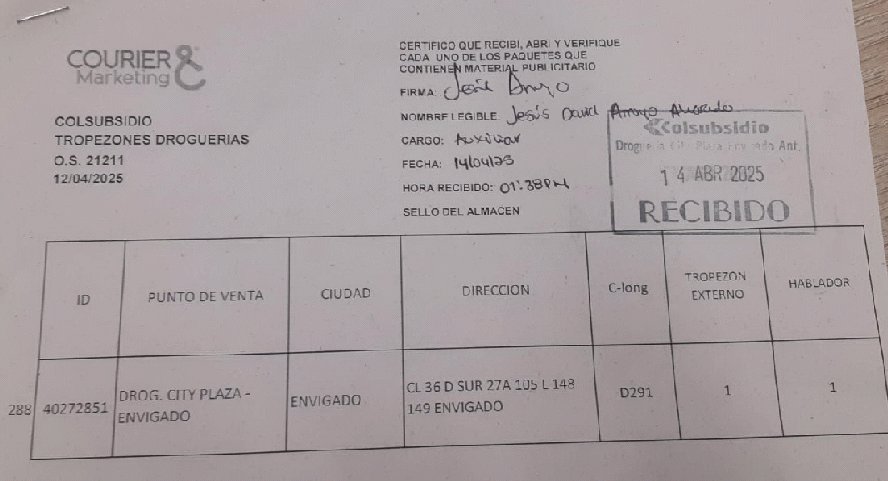 COURIER &
Marketing
COLSUBSIDIO
TROPEZONES DROGUERIAS
O.S. 21211
12/04/2025
CERTIFICO QUE RECIBI, ABRI Y VERIFIQUE
CADA UNO DE LOS PAQUETES QUE
CONTIENEN MATERIAL PUBLICITARIO
FIRMA:
NOMBRE LEGIBLE: Jesús David Arroyo
CARGO: Auxiliar
FECHA: 14/04/25
HORA RECIBIDO: 01:38PM
SELLO DEL ALMACEN
Colsubsidio
14 ABR 2025
RECIBIDO
ID PUNTO DE VENTA CIUDAD DIRECCION C-long TROPEZON EXTERNO HABLADOR
288 40272851 DROG. CITY PLAZA - ENVIGADO ENVIGADO CL 36 D SUR 27A 105 L 148 149 ENVIGADO D291 1 1